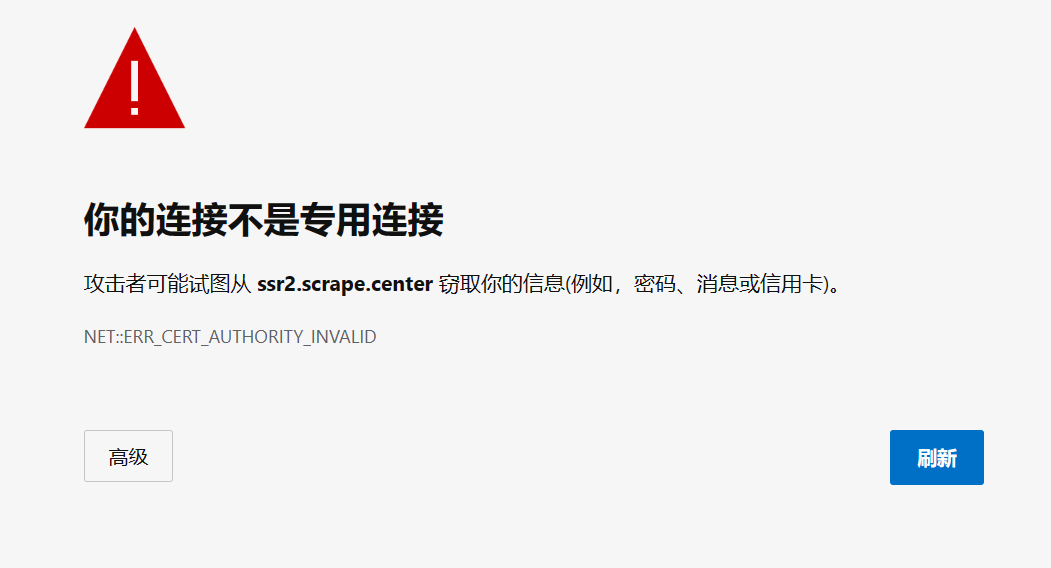 你的连接不是专用连接
攻击者可能试图从 ssr2.scrape.center 窃取你的信息(例如，密码、消息或信用卡)。
NET::ERR_CERT_AUTHORITY_INVALID
高级
刷新